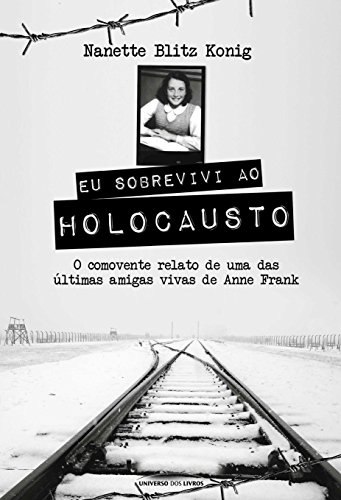 Nanette Blitz Konig
EU SOBREVIVI AO
HOLOCAUSTO
O comovente relato de uma das
últimas amigas vivas de Anne Frank
UNIVERSO DOS LIVROS